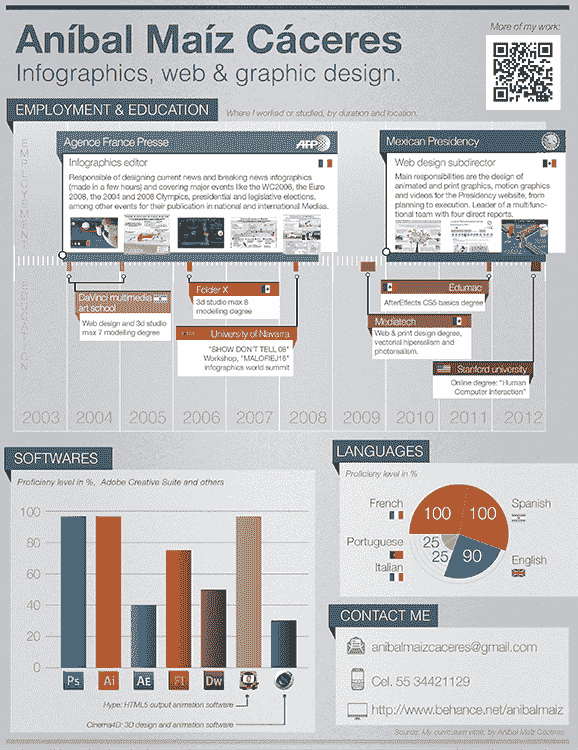 More of my work:
Aníbal Maíz Cáceres
Infographics, web & graphic design.
EMPLOYMENT & EDUCATION
Where I worked or studied, by duration and location.
EMPLOYMENT
Agence France Presse
AFP
Infographics editor
Responsible of designing current news and breaking news infographics
(made in a few hours) and covering major events like the WC2006, the Euro
2008, the 2004 and 2008 Olympics, presidential and legislative elections,
among other events for their publication in national and international Medias.
Mexican Presidency
Web design subdirector
Main responsibilities are the design of
animated and print graphics, motion graphics
and videos for the Presidency website, from
planning to execution. Leader of a multifunc-
tional team with four direct reports.
EDUCATION
DaVinci multimedia
art school
Web design and 3d studio
max 7 modelling degree
Folder X
3d studio max 8
modelling degree
University of Navarra
"SHOW DON'T TELL 08"
Workshop, "MALOFIEJ16"
infographics world summit
Edumac
AfterEffects CS5 basics degree
Mediatech
Web & print design degree,
vectorial hiperealism and
photorealism.
Stanford university
Online degree: "Human
Computer Interaction"
2003
2004
2005
2006
2007
2008
2009
2010
2011
2012
SOFTWARES
Proficieny level in %, Adobe Creative Suite and others
100
80
60
40
20
0
Ps
Ai
AE
Fl
Dw
Hype: HTML5 output animation software
Cinema4D: 3D design and animation software
LANGUAGES
Proficieny level in %
French
100
100
Spanish
Portuguese
25
Italian
25
90
English
CONTACT ME
anibalmaizcaceres@gmail.com
Cel. 55 34421129
http://www.behance.net/anibalmaiz
Source, My curriculum vitae, by Aníbal Maíz Cáceres